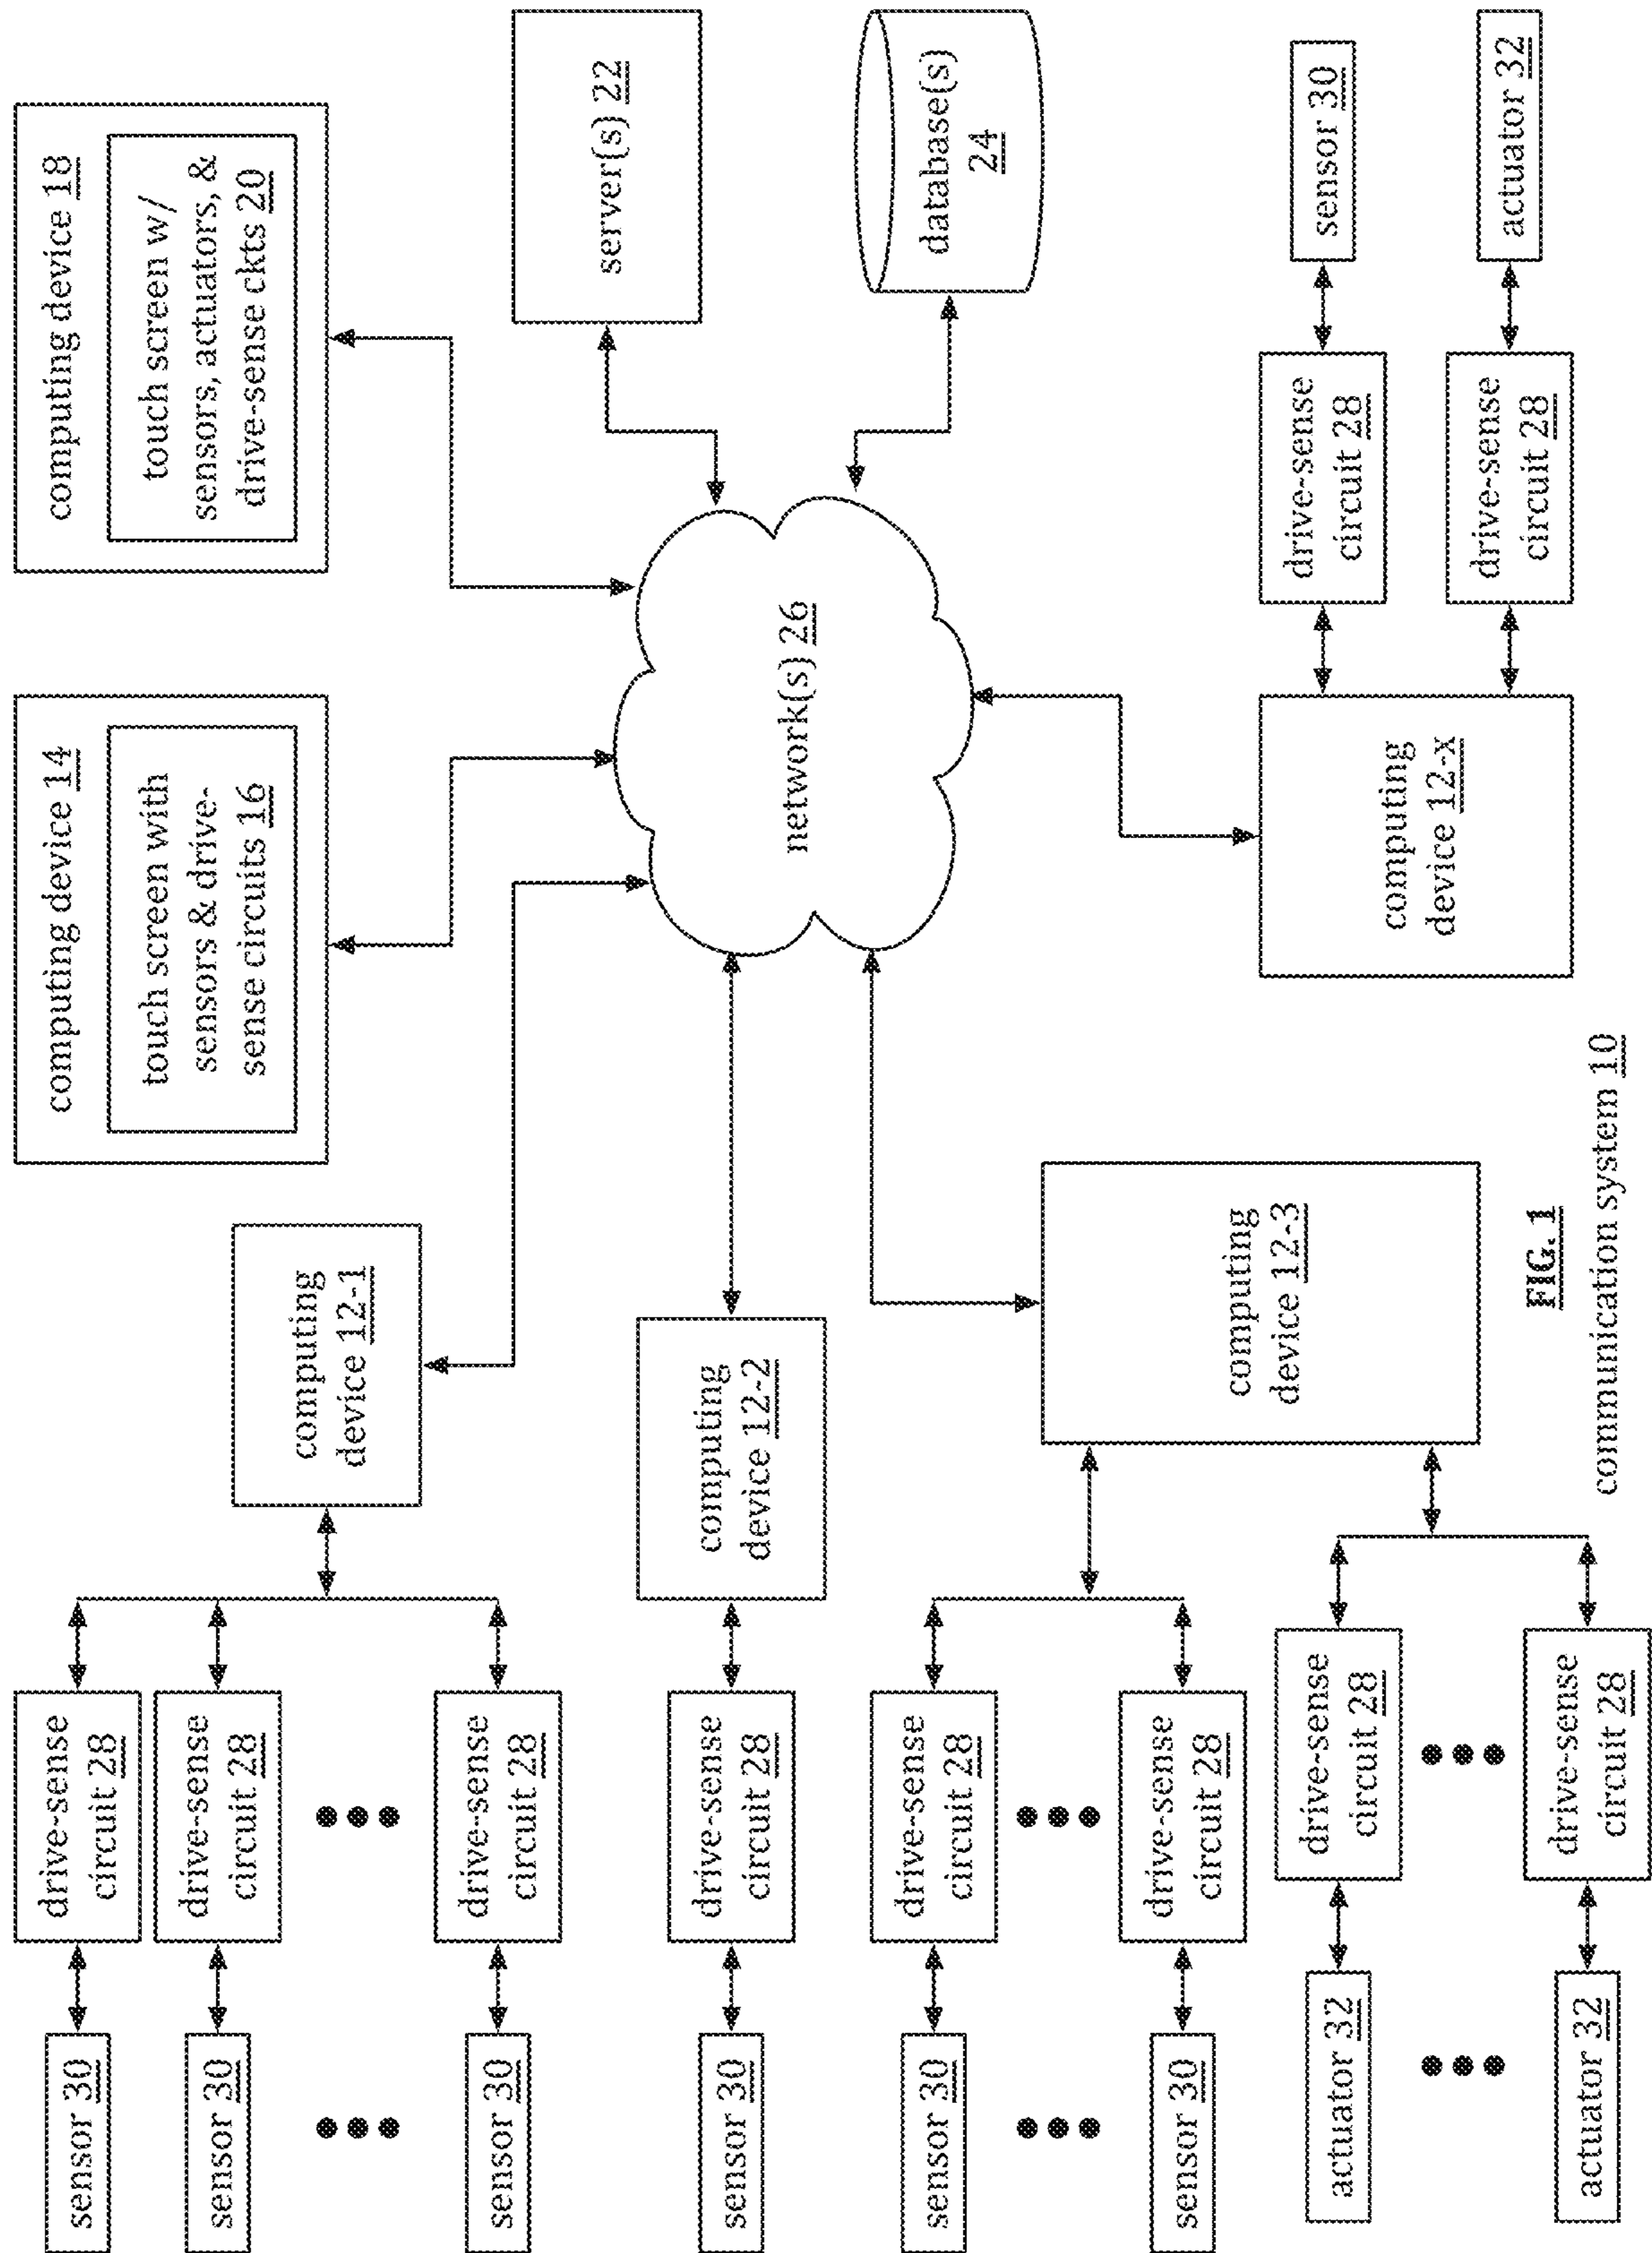 computing device 14
touch screen with
sensors & drive-
sense circuits 16
computing device 18
touch screen w/
sensors, actuators, &
drive-sense ckts 20
sensor 30
drive-sense
circuit 28
sensor 30
drive-sense
circuit 28
sensor 30
drive-sense
circuit 28
computing
device 12-1
server(s) 22
sensor 30
drive-sense
circuit 28
computing
device 12-2
network(s) 26
database(s)
24
sensor 30
drive-sense
circuit 28
sensor 30
drive-sense
circuit 28
computing
device 12-3
actuator 32
drive-sense
circuit 28
actuator 32
drive-sense
circuit 28
computing
device 12-x
drive-sense
circuit 28
sensor 30
drive-sense
circuit 28
actuator 32
FIG. 1
communication system 10